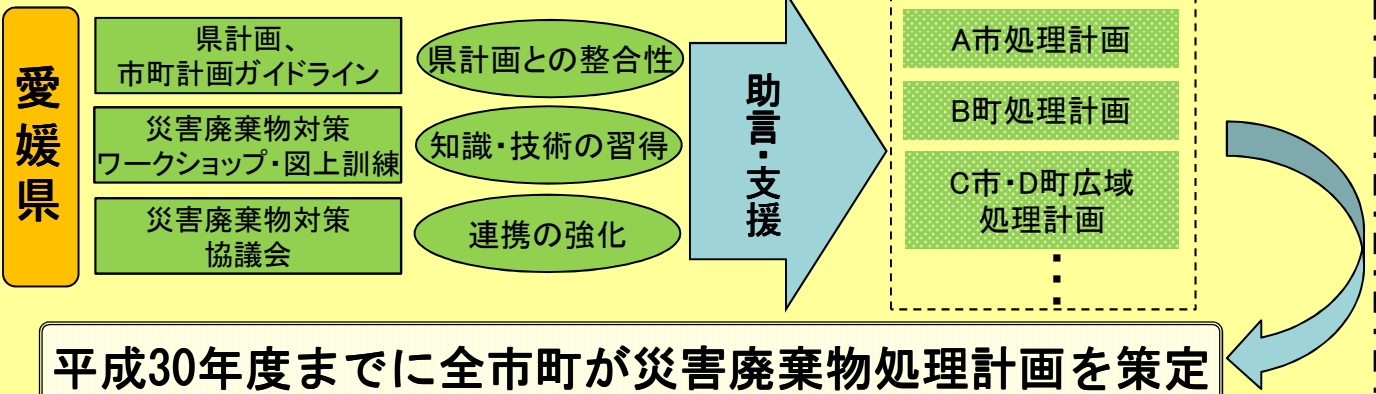 愛媛県
県計画、
市町計画ガイドライン
県計画との整合性
災害廃棄物対策
ワークショップ・図上訓練
知識・技術の習得
災害廃棄物対策
協議会
連携の強化
助言・支援
A市処理計画
B町処理計画
C市・D町広域
処理計画
・・・
平成30年度までに全市町が災害廃棄物処理計画を策定